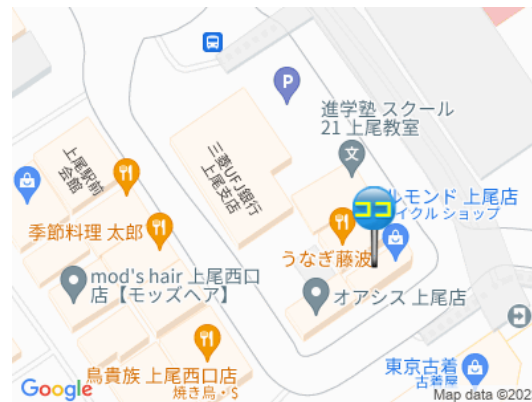 P
進学塾 スクール
21 上尾教室
文
三菱UFJ銀行
上尾支店
上尾駅前
会館
ルモンド 上尾店
イクル ショップ
ココ
季節料理 太郎
うなぎ藤波
mod's hair 上尾西口
店【モッズヘア】
オアシス 上尾店
鳥貴族 上尾西口店
焼き鳥・$
東京古着
古着屋
Google
Map data ©202